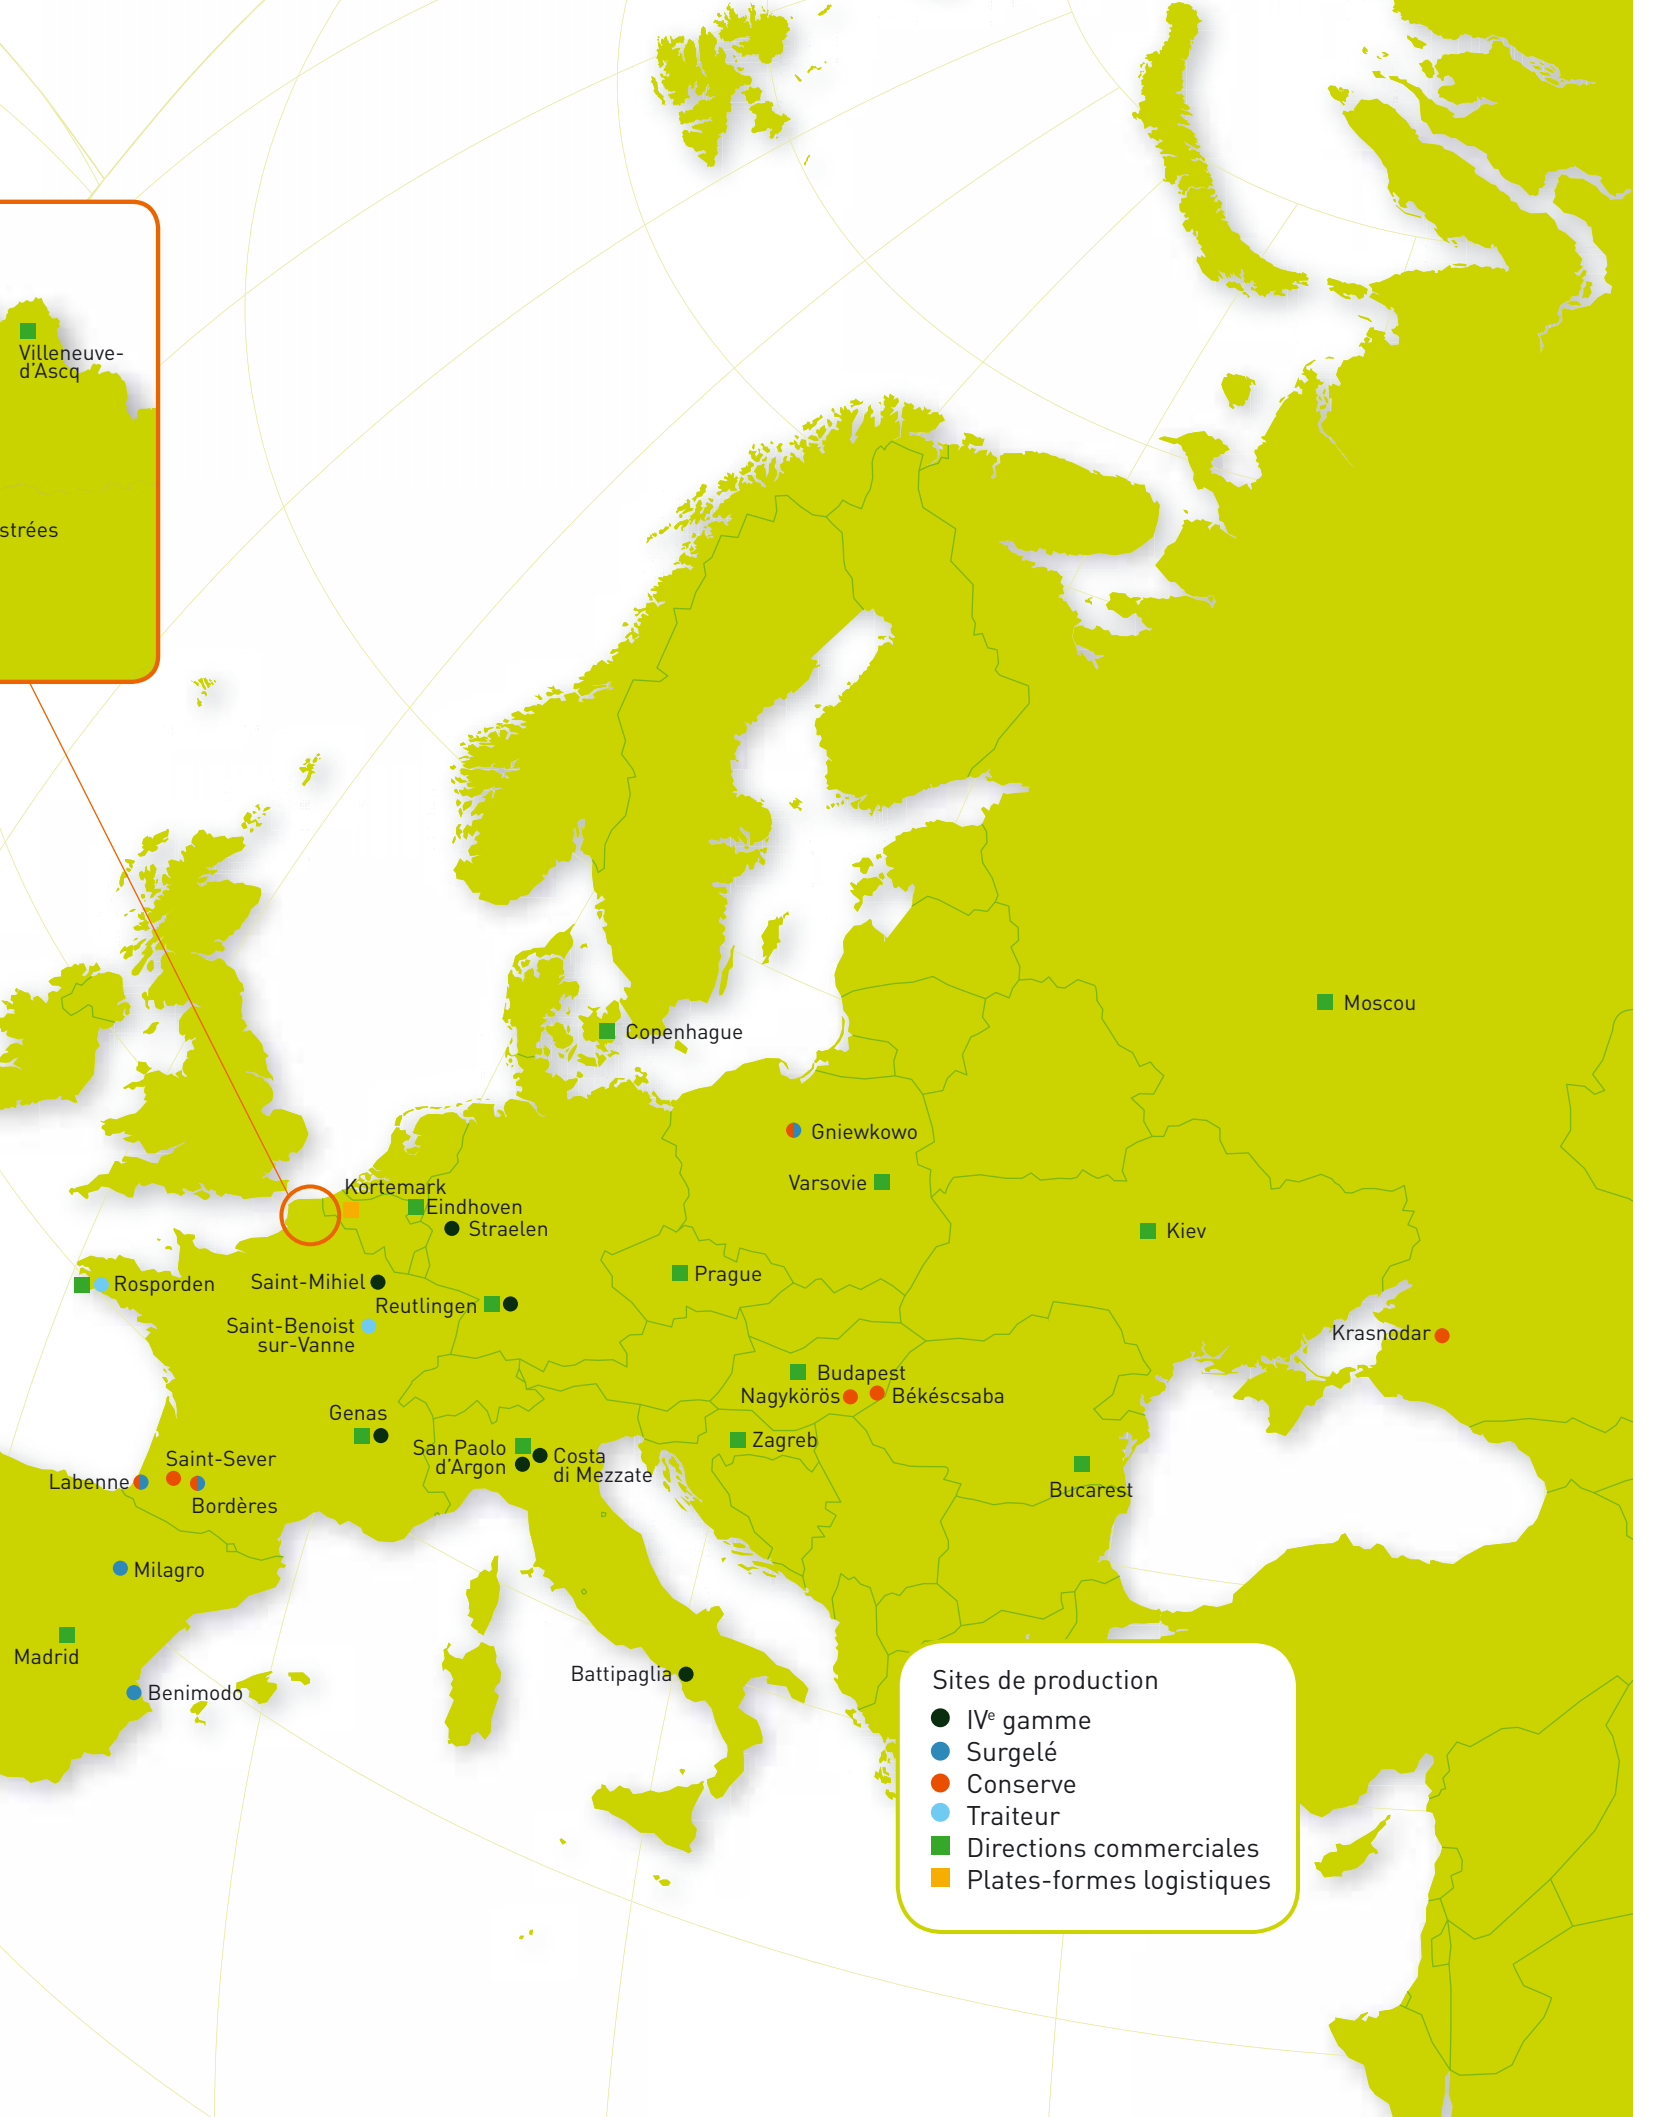 Villeneuve-
d'Ascq
strées
Moscou
Copenhague
Gniewkowo
Varsovie
Kortemark
Eindhoven
Straelen
Kiev
Prague
Rosporden
Saint-Mihiel
Reutlingen
Saint-Benoist
sur-Vanne
Krasnodar
Budapest
Nagykörös
Békéscsaba
Genas
San Paolo
d'Argon
Costa
di Mezzate
Zagreb
Saint-Sever
Labenne
Bordères
Bucarest
Milagro
Madrid
Benimodo
Battipaglia
Sites de production
IVe gamme
Surgelé
Conserve
Traiteur
Directions commerciales
Plates-formes logistiques